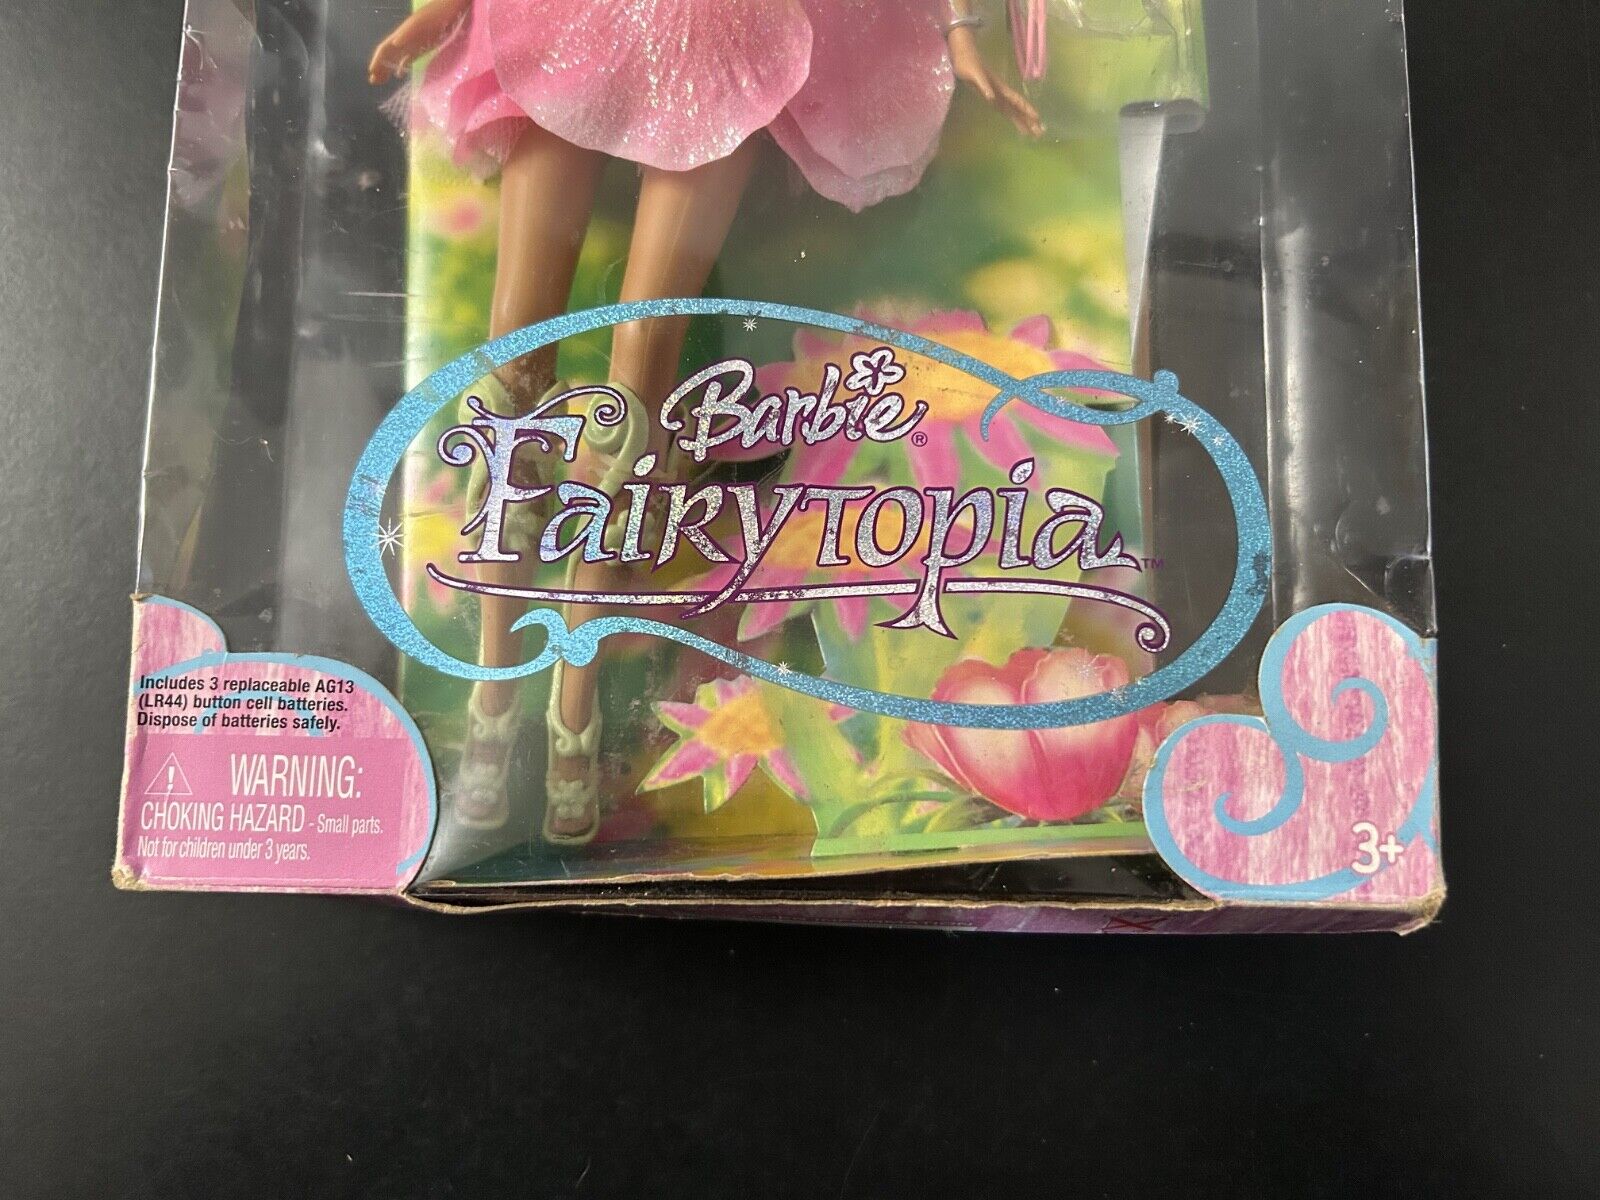 Barbie®
Fairytopia™
Includes 3 replaceable AG13
(LR44) button cell batteries.
Dispose of batteries safely.
WARNING:
CHOKING HAZARD - Small parts.
Not for children under 3 years.
3+